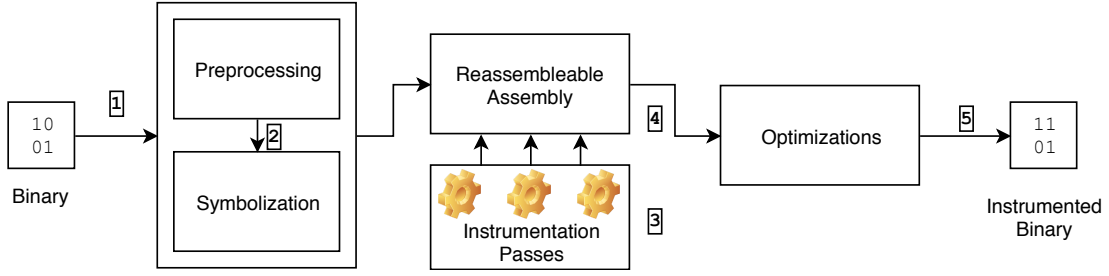 10
01
Binary
1
Preprocessing
2
Symbolization
Reassembleable
Assembly
Instrumentation
Passes
3
4
Optimizations
5
11
01
Instrumented
Binary